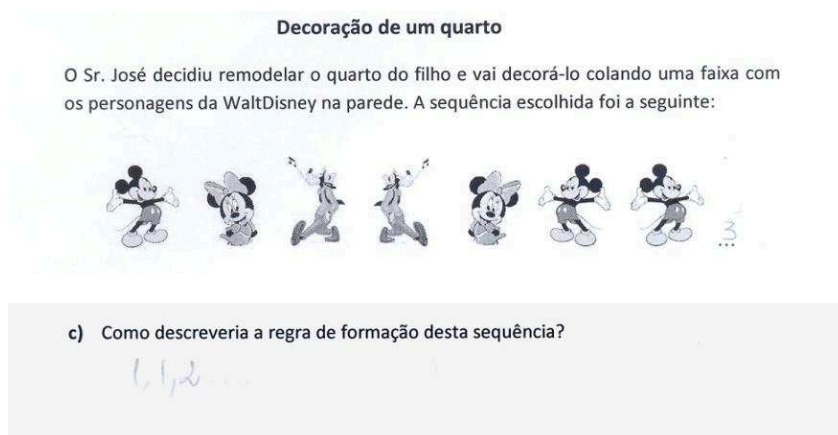 Decoração de um quarto
O Sr. José decidiu remodelar o quarto do filho e vai decorá-lo colando uma faixa com
os personagens da WaltDisney na parede. A sequência escolhida foi a seguinte:
3
...
c) Como descreveria a regra de formação desta sequência?
1, 1, 2 ...